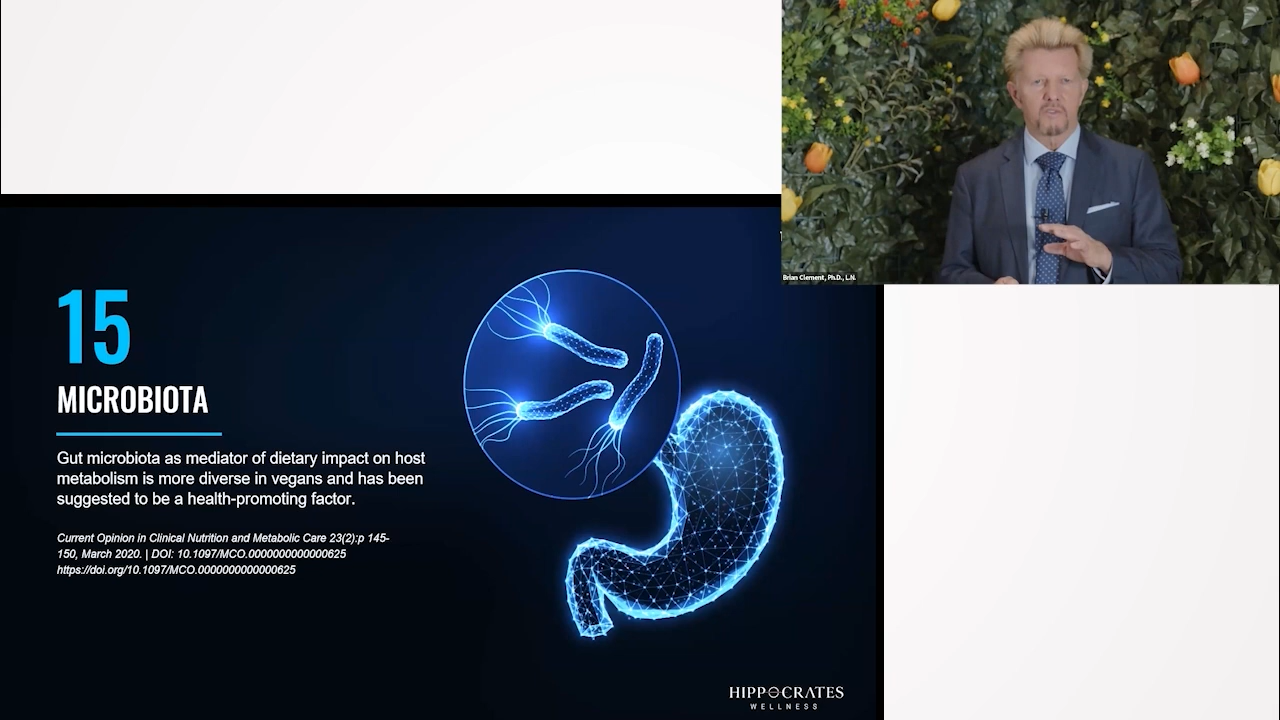 Brian Clement, Ph.D., L.N.
15
MICROBIOTA
Gut microbiota as mediator of dietary impact on host
metabolism is more diverse in vegans and has been
suggested to be a health-promoting factor.
Current Opinion in Clinical Nutrition and Metabolic Care 23(2):p 145-
150, March 2020. | DOI: 10.1097/MCO.0000000000000625
https://doi.org/10.1097/MCO.0000000000000625
HIPPOCRATES
WELLNESS